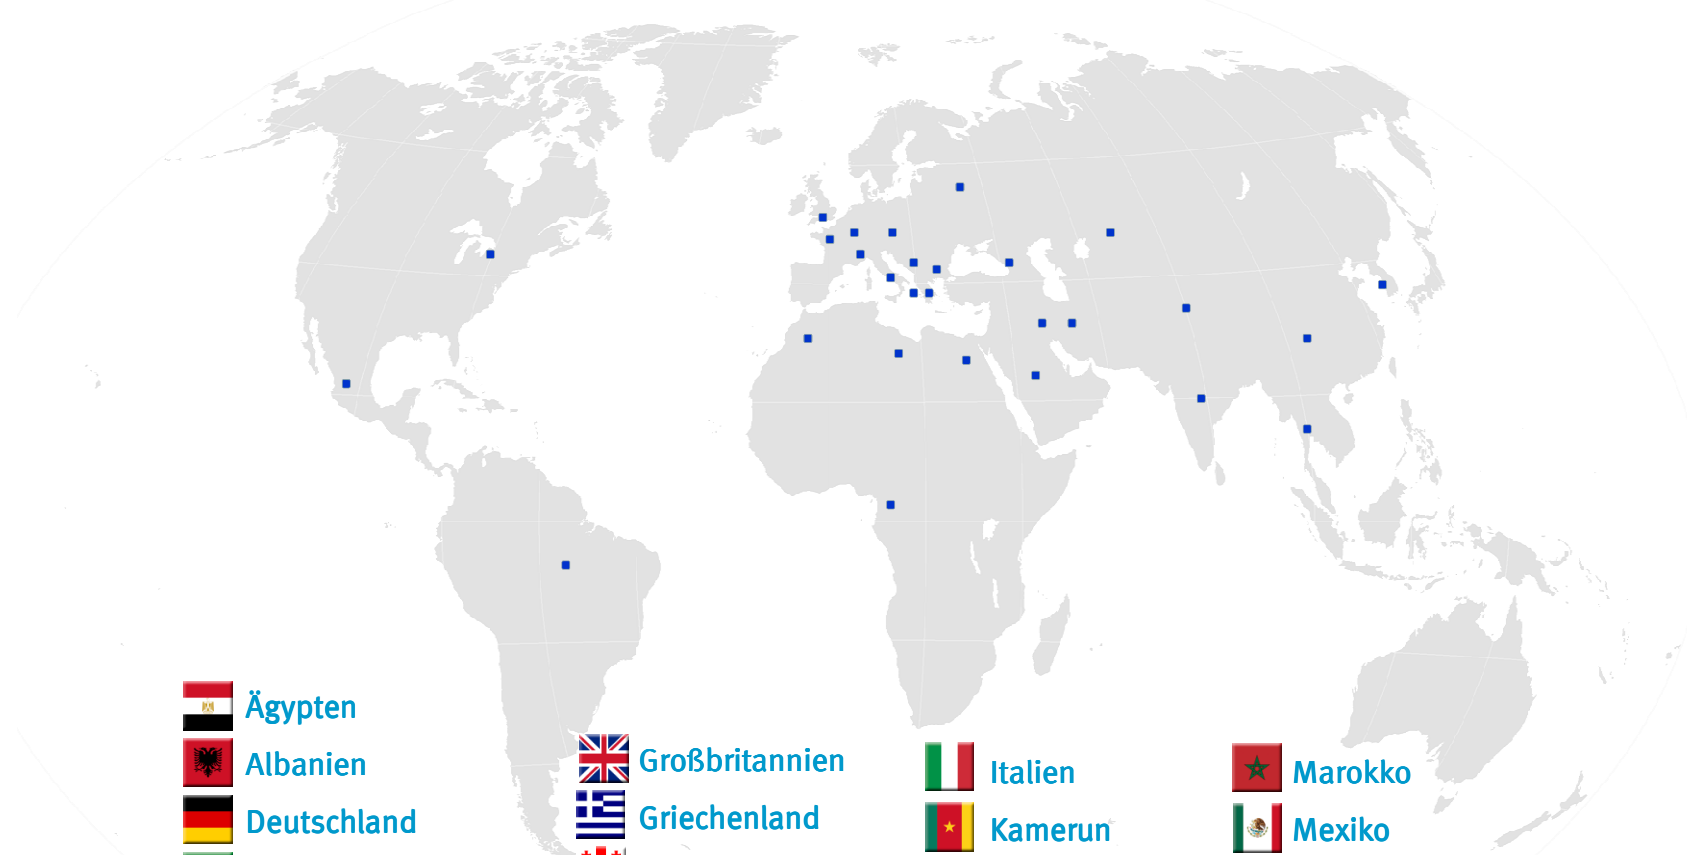 Ägypten
Albanien
Deutschland
Großbritannien
Griechenland
Italien
Kamerun
Marokko
Mexiko